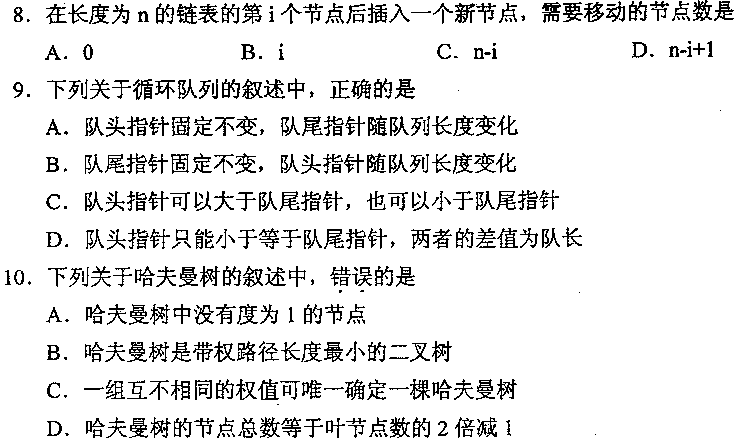 8. 在长度为 n 的链表的第 i 个节点后插入一个新节点，需要移动的节点数是
A. 0 B. i C. n-i D. n-i+1
9. 下列关于循环队列的叙述中，正确的是
A. 队头指针固定不变，队尾指针随队列长度变化
B. 队尾指针固定不变，队头指针随队列长度变化
C. 队头指针可以大于队尾指针，也可以小于队尾指针
D. 队头指针只能小于等于队尾指针，两者的差值为队长
10. 下列关于哈夫曼树的叙述中，错误的是
A. 哈夫曼树中没有度为 1 的节点
B. 哈夫曼树是带权路径长度最小的二叉树
C. 一组互不相同的权值可唯一确定一棵哈夫曼树
D. 哈夫曼树的节点总数等于叶节点数的 2 倍减 1